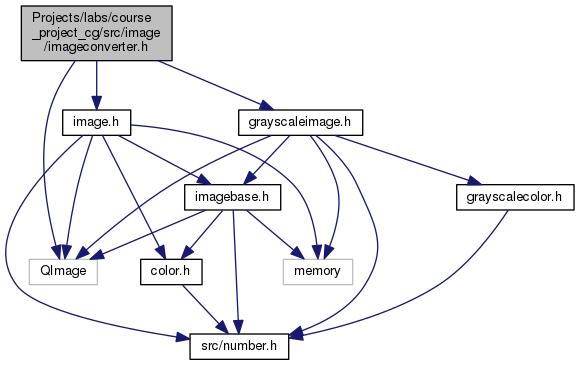 Projects/labs/course
_project_cg/src/image
/imageconverter.h
image.h
grayscaleimage.h
imagebase.h
grayscalecolor.h
QImage
color.h
memory
src/number.h